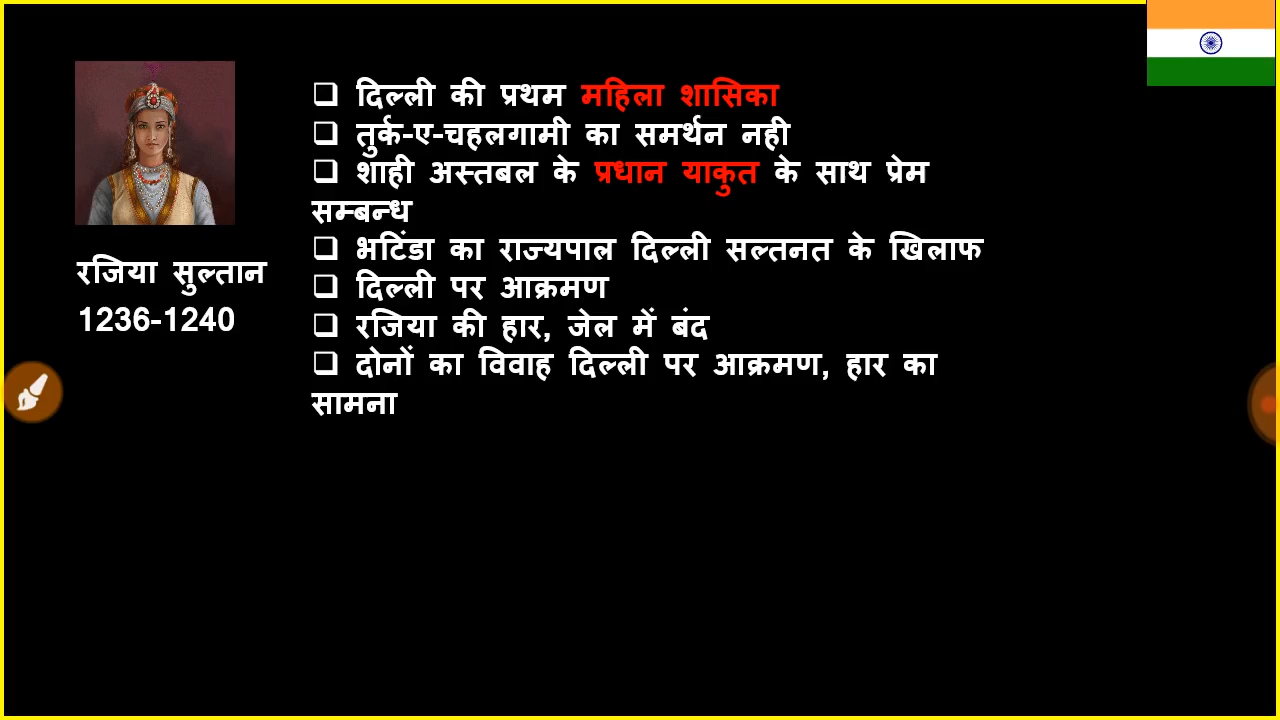 ❑ दिल्ली की प्रथम महिला शासिका
❑ तुर्क-ए-चहलगामी का समर्थन नही
❑ शाही अस्तबल के प्रधान याकुत के साथ प्रेम
सम्बन्ध
❑ भटिंडा का राज्यपाल दिल्ली सल्तनत के खिलाफ
❑ दिल्ली पर आक्रमण
❑ रजिया की हार, जेल में बंद
❑ दोनों का विवाह दिल्ली पर आक्रमण, हार का
सामना
रजिया सुल्तान
1236-1240